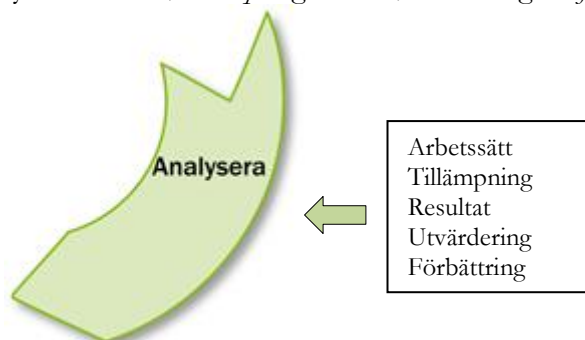 Analysera
Arbetssätt
Tillämpning
Resultat
Utvärdering
Förbättring